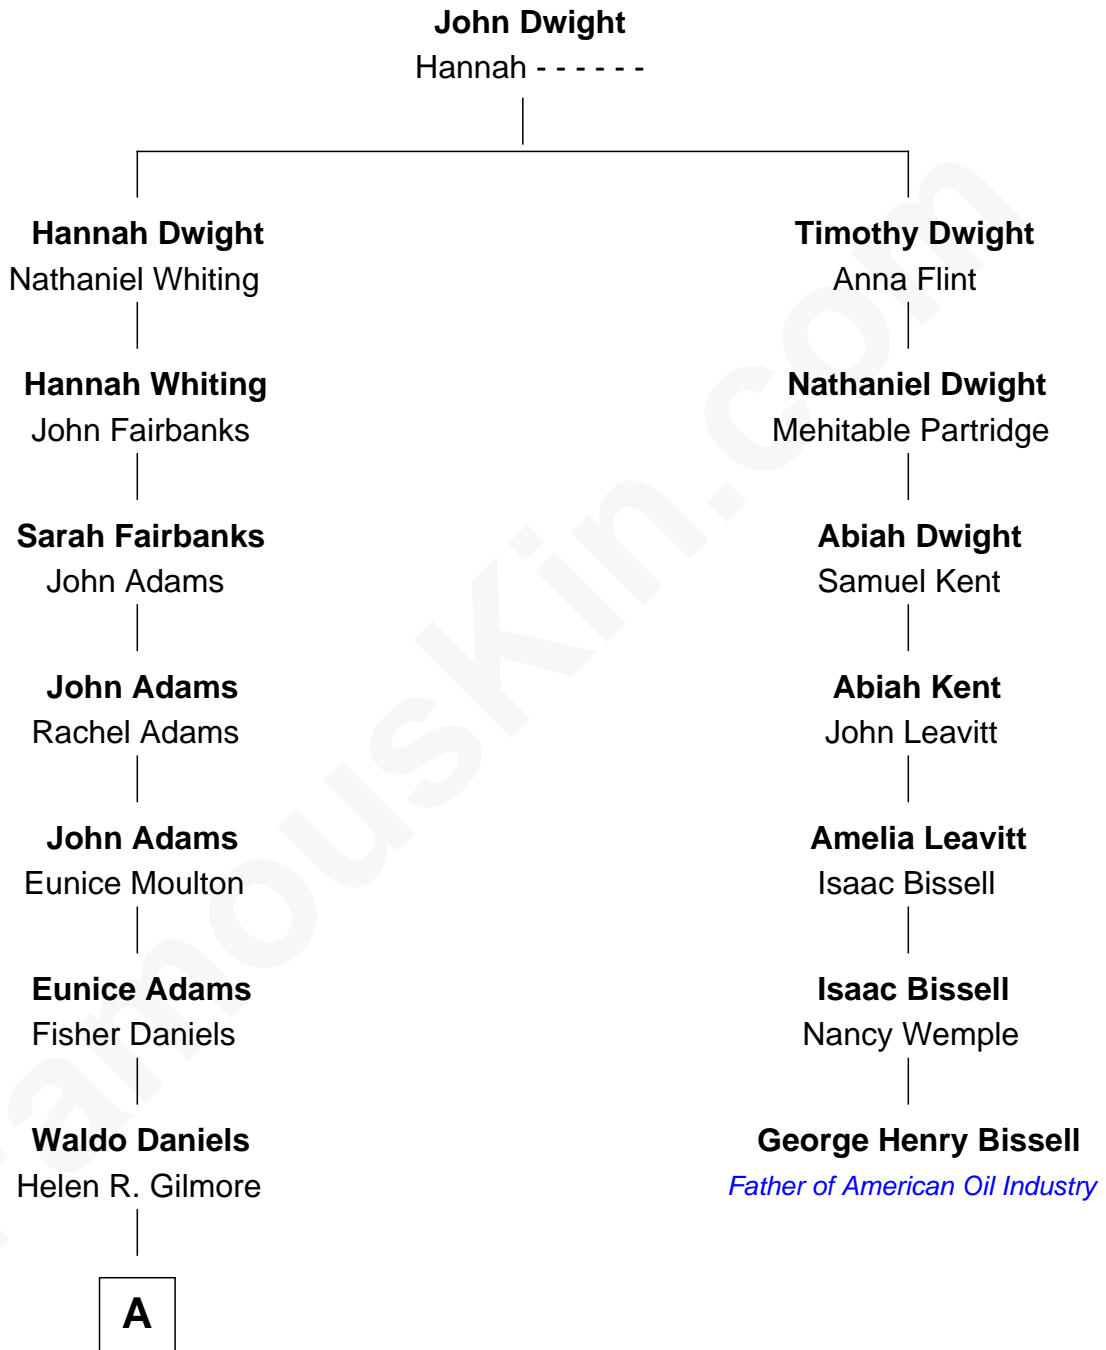 John Dwight
Hannah - - - - - -
Hannah Dwight
Nathaniel Whiting
Timothy Dwight
Anna Flint
Hannah Whiting
John Fairbanks
Nathaniel Dwight
Mehitable Partridge
Sarah Fairbanks
John Adams
Abiah Dwight
Samuel Kent
John Adams
Rachel Adams
Abiah Kent
John Leavitt
John Adams
Eunice Moulton
Amelia Leavitt
Isaac Bissell
Eunice Adams
Fisher Daniels
Isaac Bissell
Nancy Wemple
Waldo Daniels
Helen R. Gilmore
George Henry Bissell
Father of American Oil Industry
A
FamousKin.com